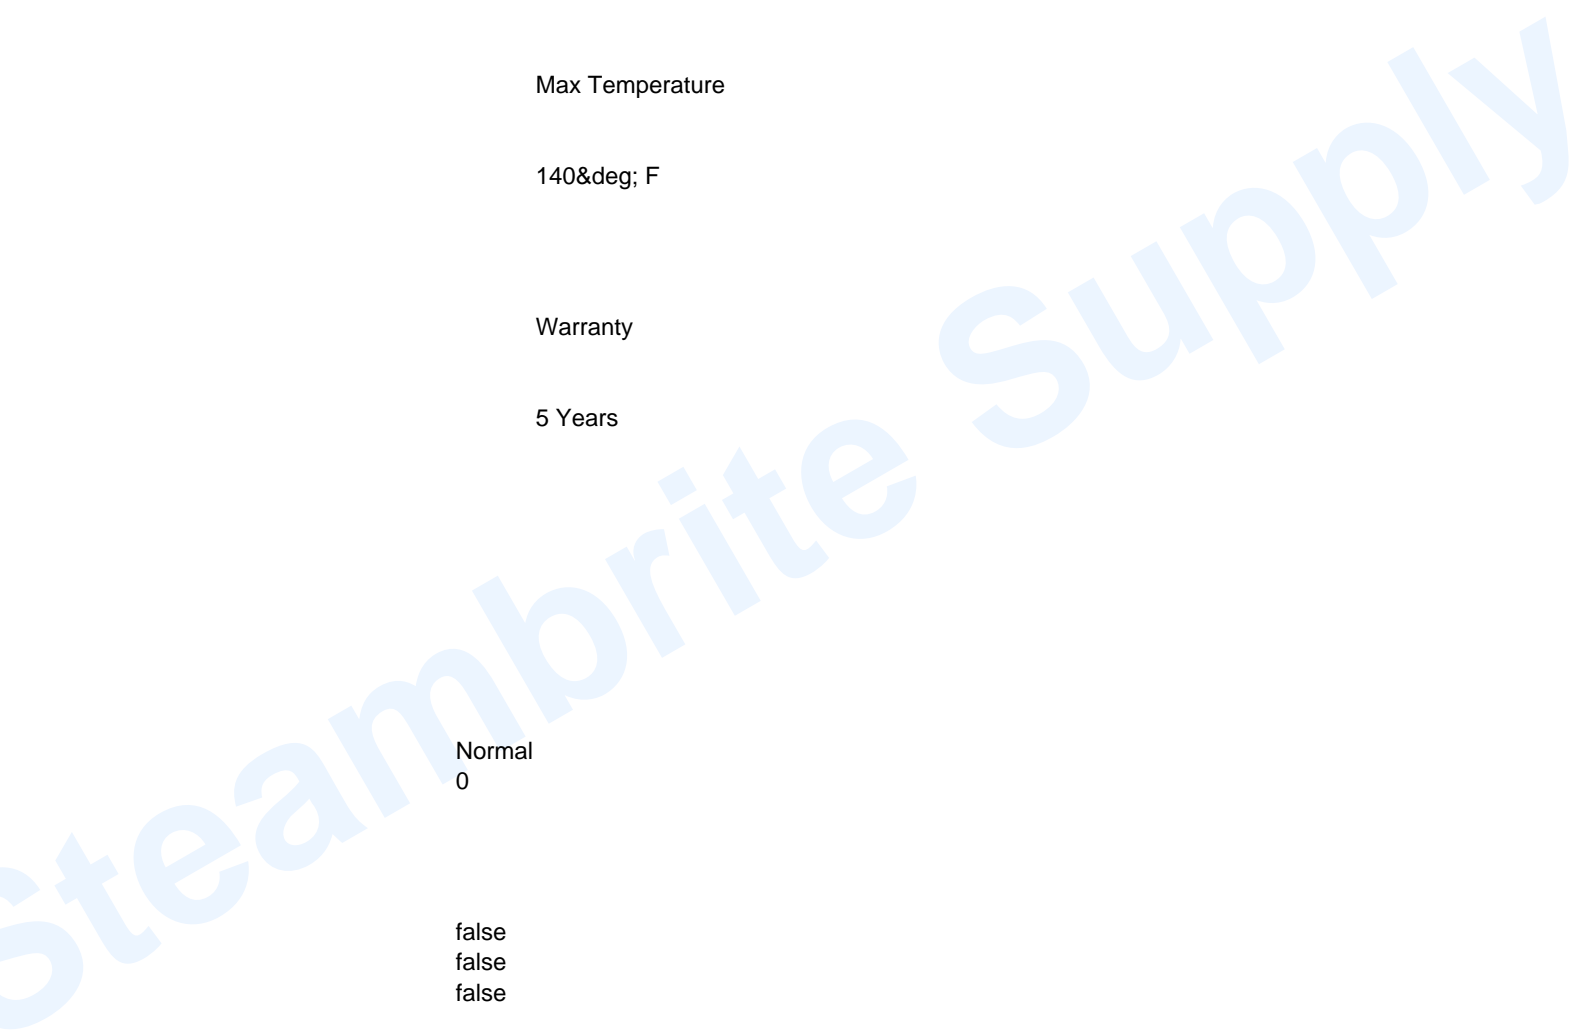 Max Temperature
140&deg; F
Warranty
5 Years
Steambrite Supply
Normal
0
false
false
false